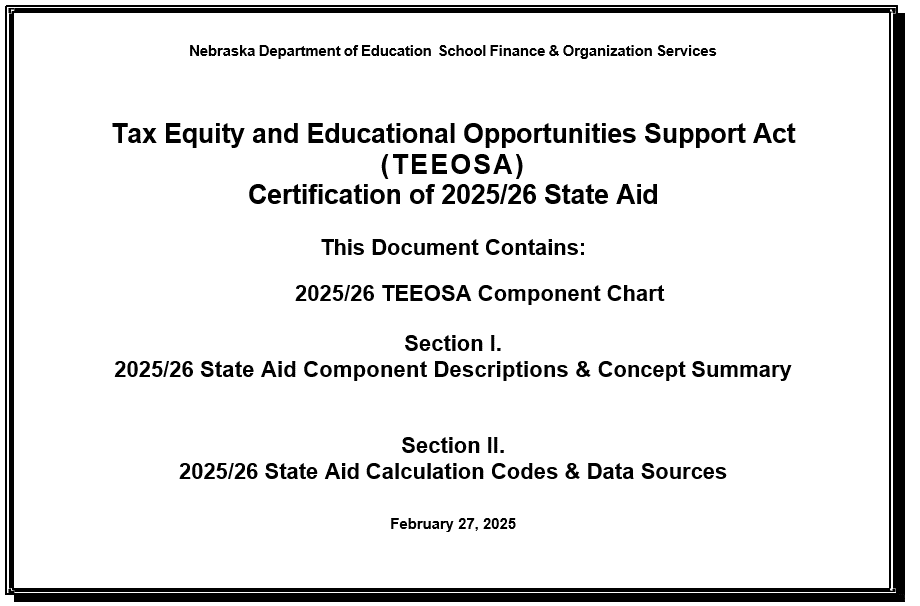 Nebraska Department of Education School Finance & Organization Services
Tax Equity and Educational Opportunities Support Act
(TEEOSA)
Certification of 2025/26 State Aid
This Document Contains:
2025/26 TEEOSA Component Chart
Section I.
2025/26 State Aid Component Descriptions & Concept Summary
Section II.
2025/26 State Aid Calculation Codes & Data Sources
February 27, 2025